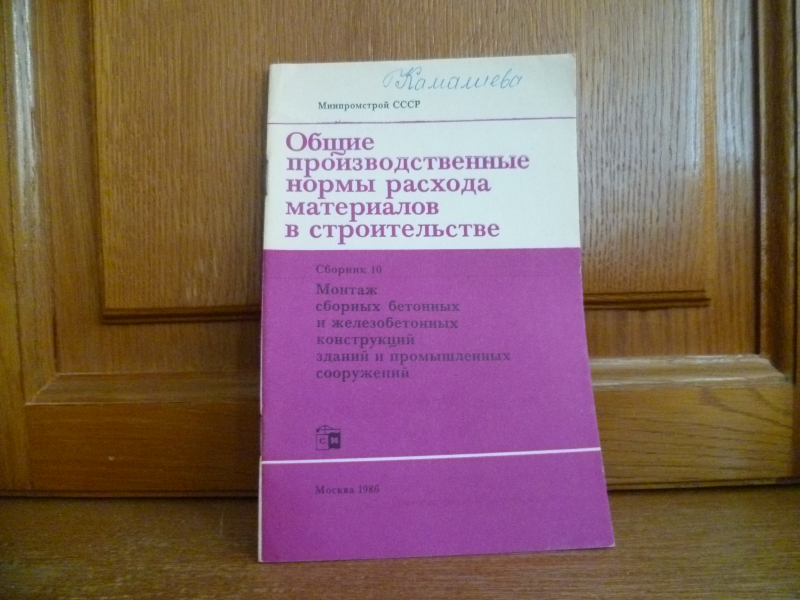 Камалиева
Минпромстрой СССР
Общие
производственные
нормы расхода
материалов
в строительстве
Сборник 10
Монтаж
сборных бетонных
и железобетонных
конструкций
зданий и промышленных
сооружений
Москва 1986